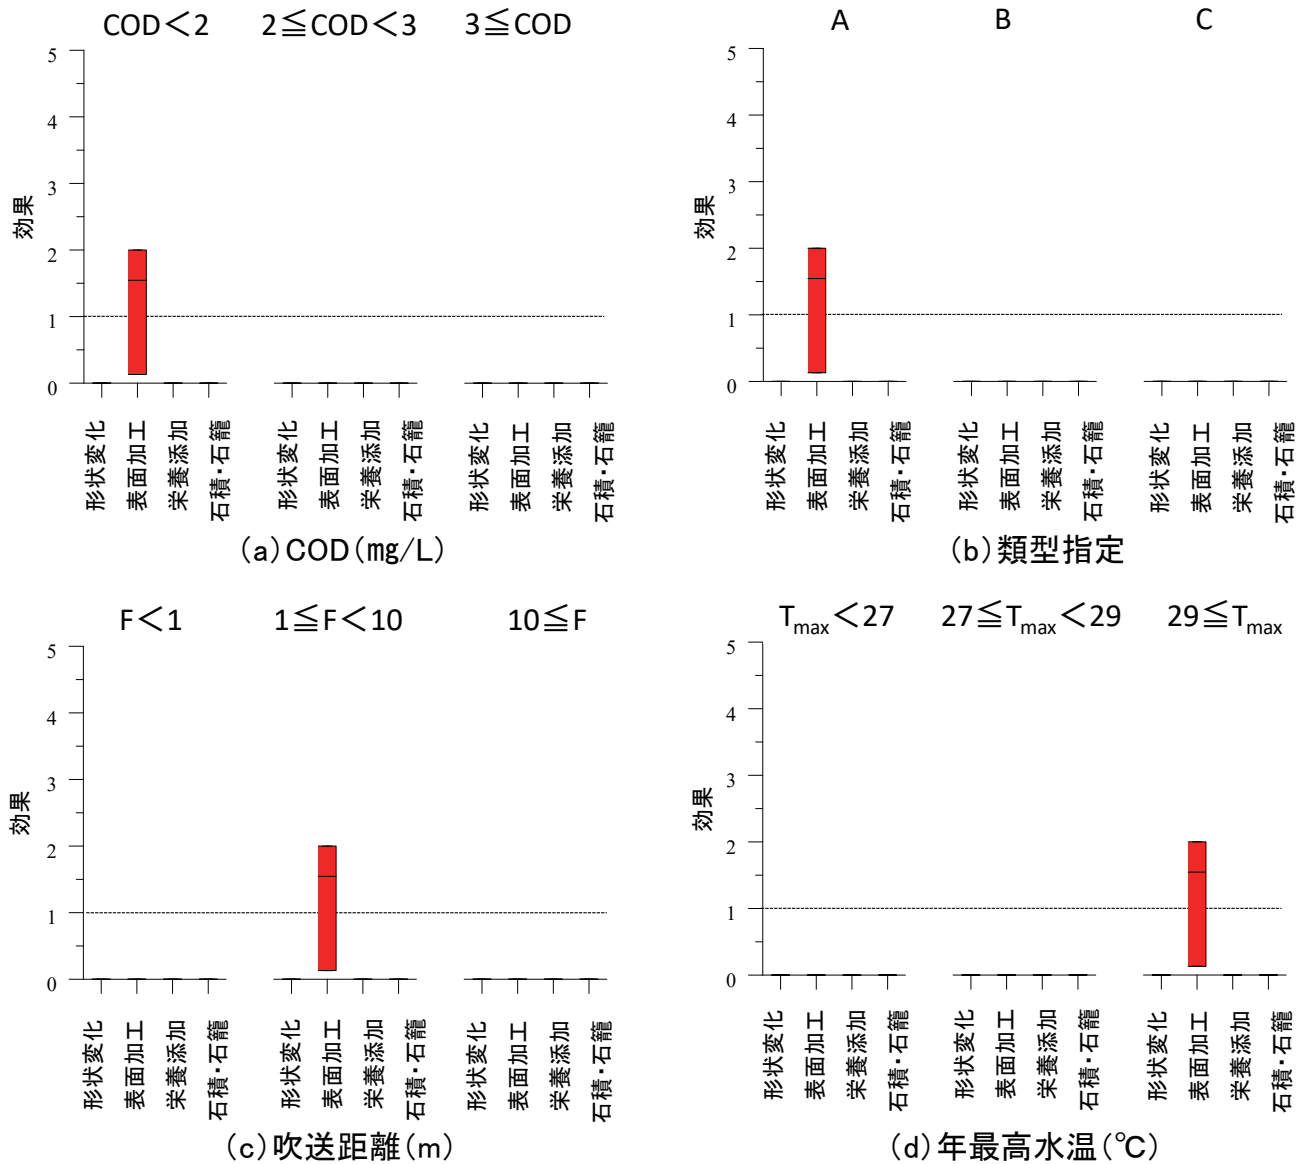 COD＜2 2≦COD＜3 3≦COD
5
4
3
2
1
0
効果
形状変化 表面加工 栄養添加 石積・石籠 形状変化 表面加工 栄養添加 石積・石籠 形状変化 表面加工 栄養添加 石積・石籠
(a)COD(㎎/L)
A B C
5
4
3
2
1
0
効果
形状変化 表面加工 栄養添加 石積・石籠 形状変化 表面加工 栄養添加 石積・石籠 形状変化 表面加工 栄養添加 石積・石籠
(b)類型指定
F＜1 1≦F＜10 10≦F
5
4
3
2
1
0
効果
形状変化 表面加工 栄養添加 石積・石籠 形状変化 表面加工 栄養添加 石積・石籠 形状変化 表面加工 栄養添加 石積・石籠
(c)吹送距離(m)
Tmax＜27 27≦Tmax＜29 29≦Tmax
5
4
3
2
1
0
効果
形状変化 表面加工 栄養添加 石積・石籠 形状変化 表面加工 栄養添加 石積・石籠 形状変化 表面加工 栄養添加 石積・石籠
(d)年最高水温(℃)